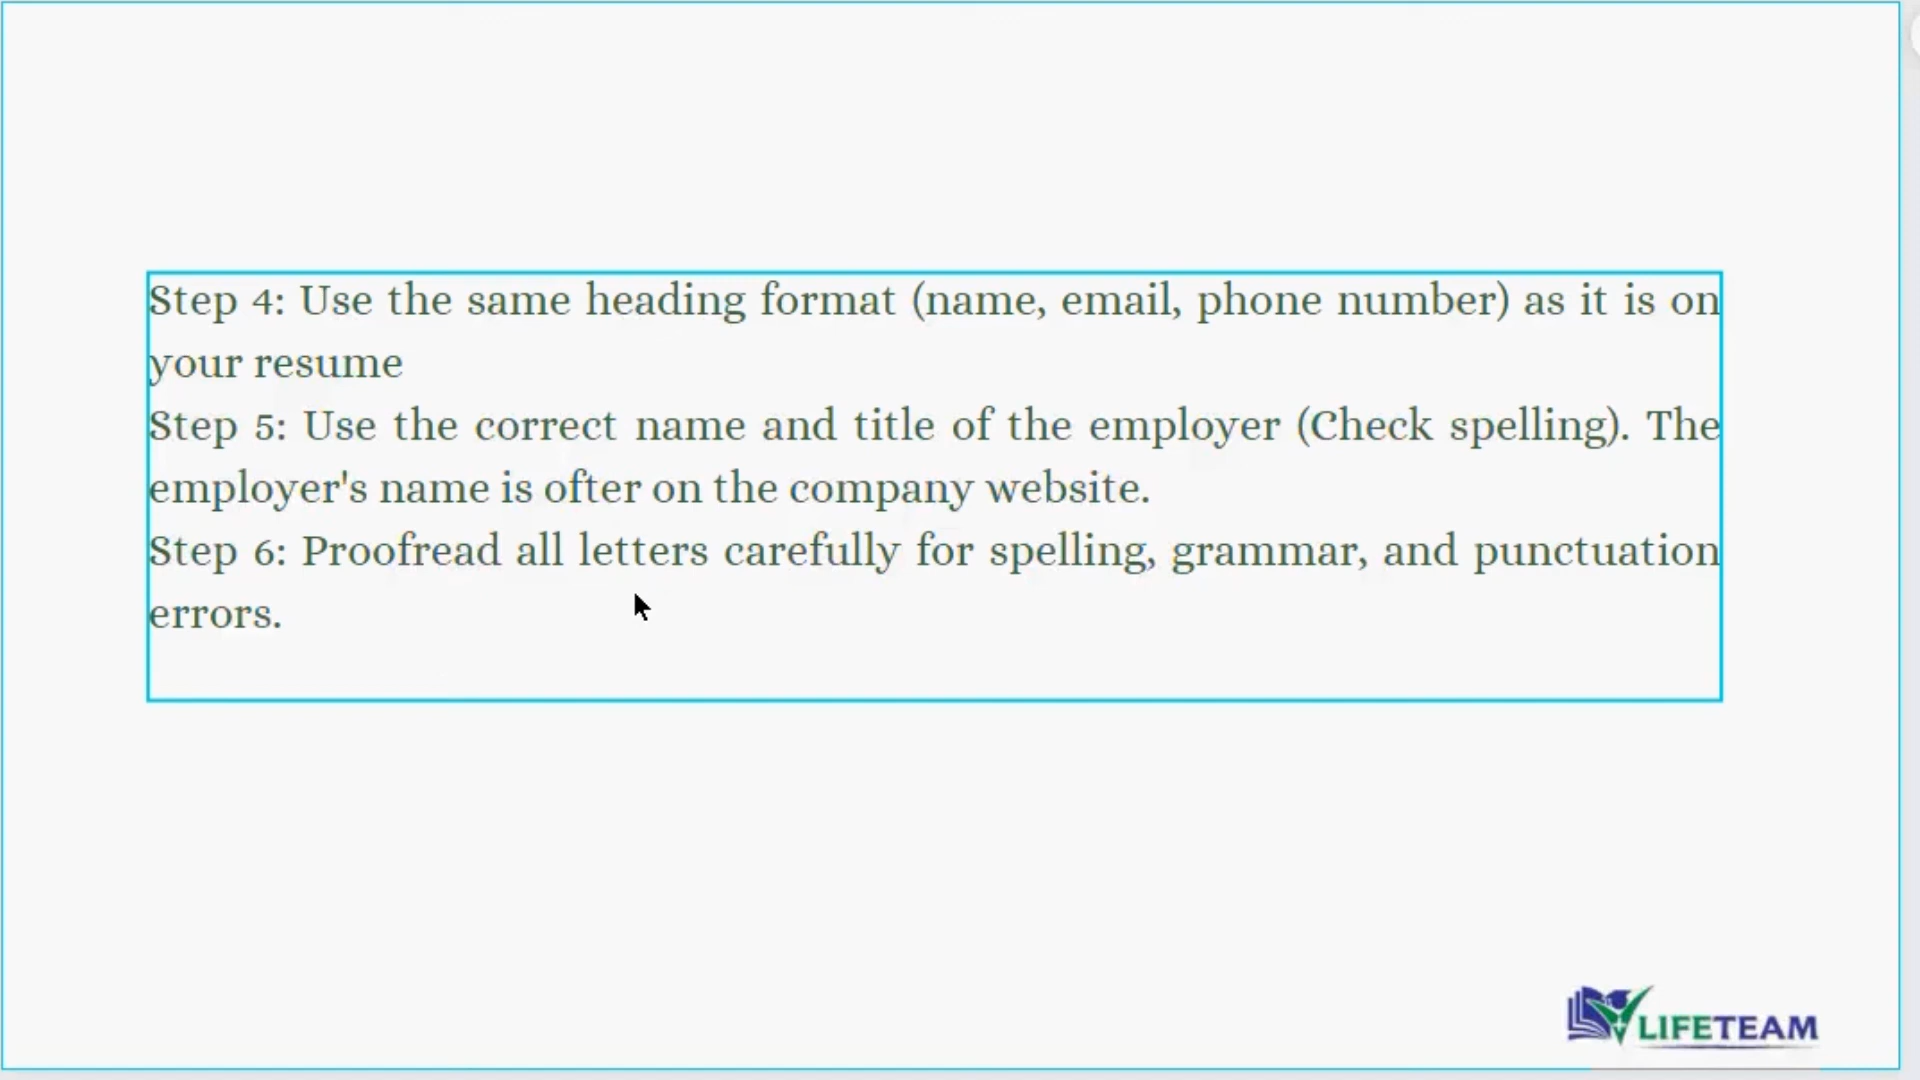 Step 4: Use the same heading format (name, email, phone number) as it is on
your resume
Step 5: Use the correct name and title of the employer (Check spelling). The
employer's name is ofter on the company website.
Step 6: Proofread all letters carefully for spelling, grammar, and punctuation
errors.
LIFETEAM